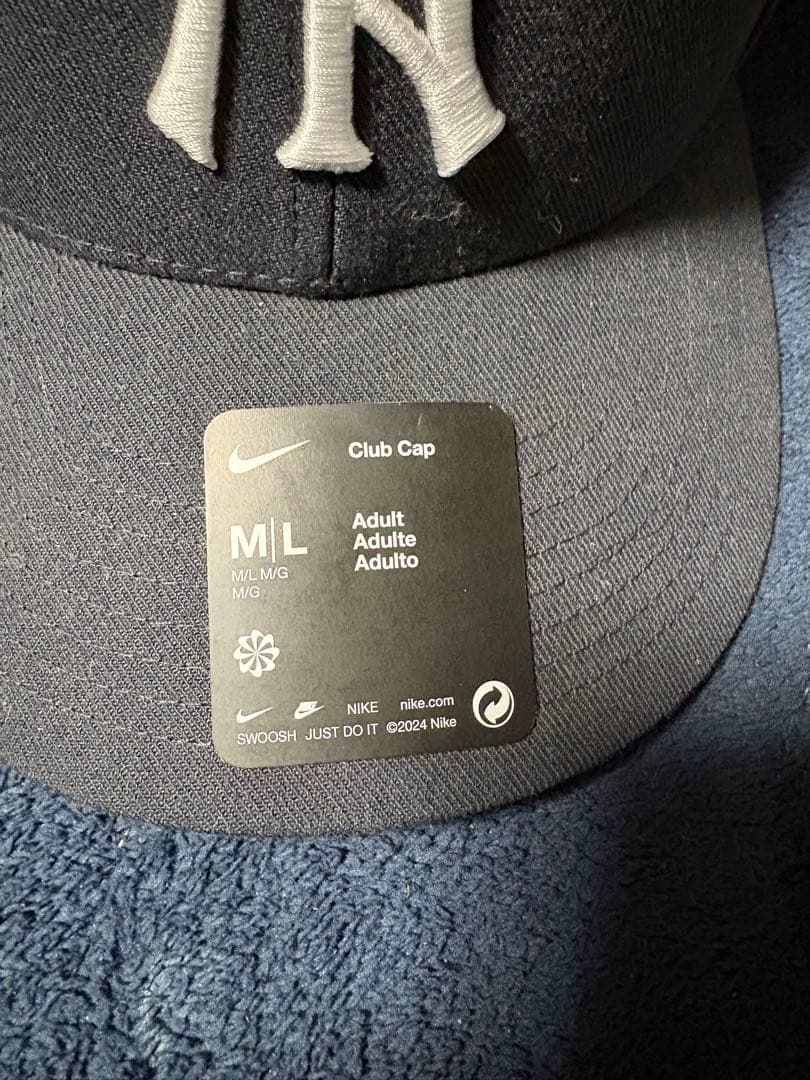 Club Cap
M|L
Adult
Adulte
Adulto
M/L M/G
M/G
NIKE nike.com
SWOOSH JUST DO IT ©2024 Nike